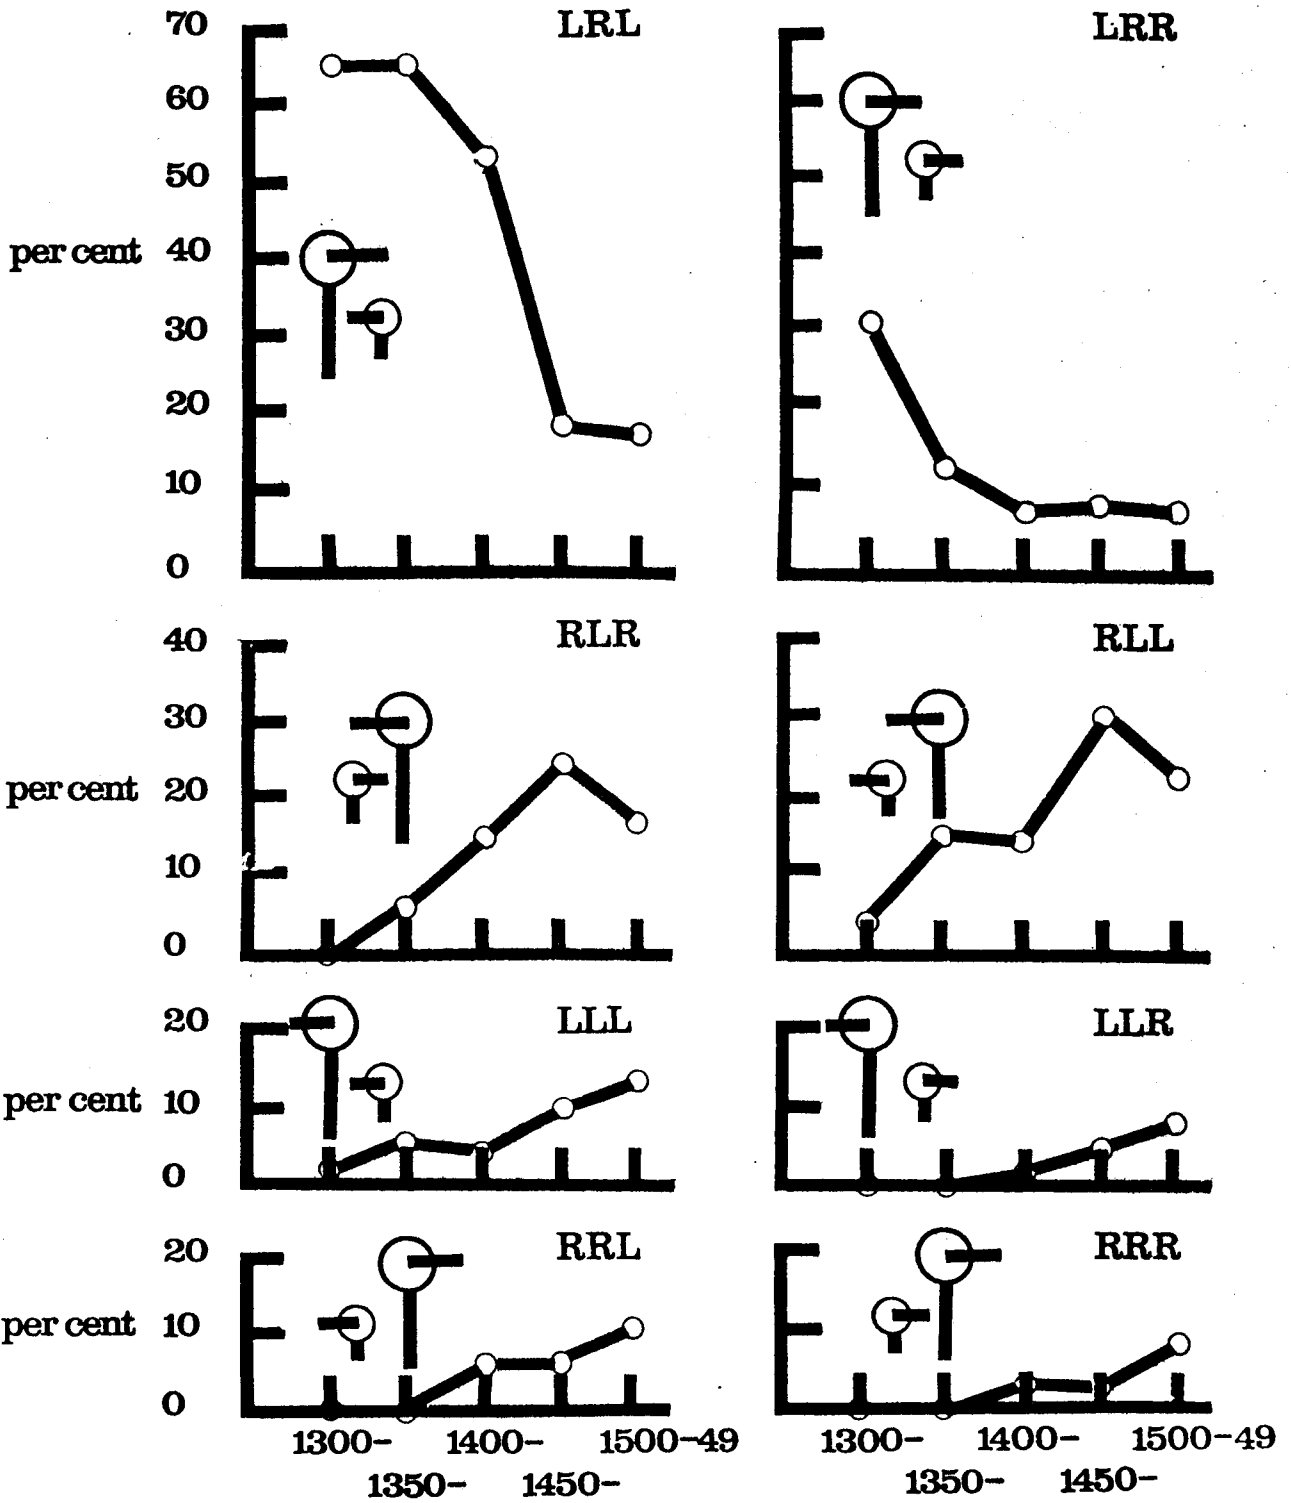 70 LRL LRR
60
50
per cent 40
30
20
10
0
40 RLR RLL
30
per cent 20
10
0
20 LLL LLR
per cent 10
0
20 RRL RRR
per cent 10
0
1300- 1400- 1500-49 1300- 1400- 1500-49
1350- 1450- 1350- 1450-